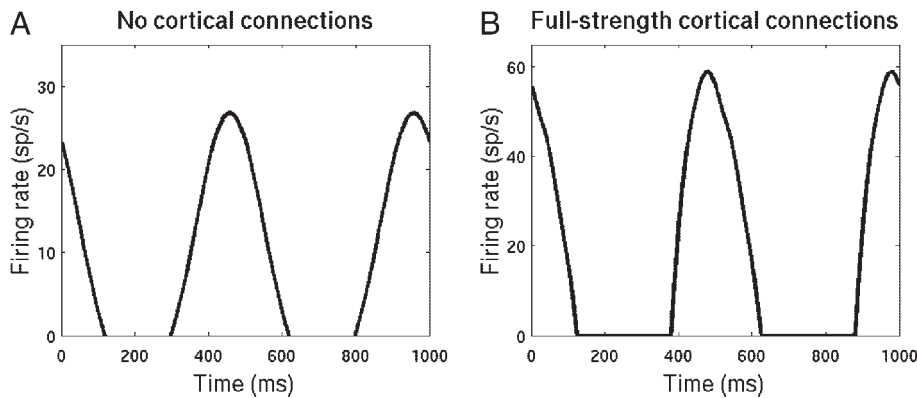 A
No cortical connections
Firing rate (sp/s)
30
20
10
0
0 200 400 600 800 1000
Time (ms)
B
Full-strength cortical connections
Firing rate (sp/s)
60
40
20
0
0 200 400 600 800 1000
Time (ms)